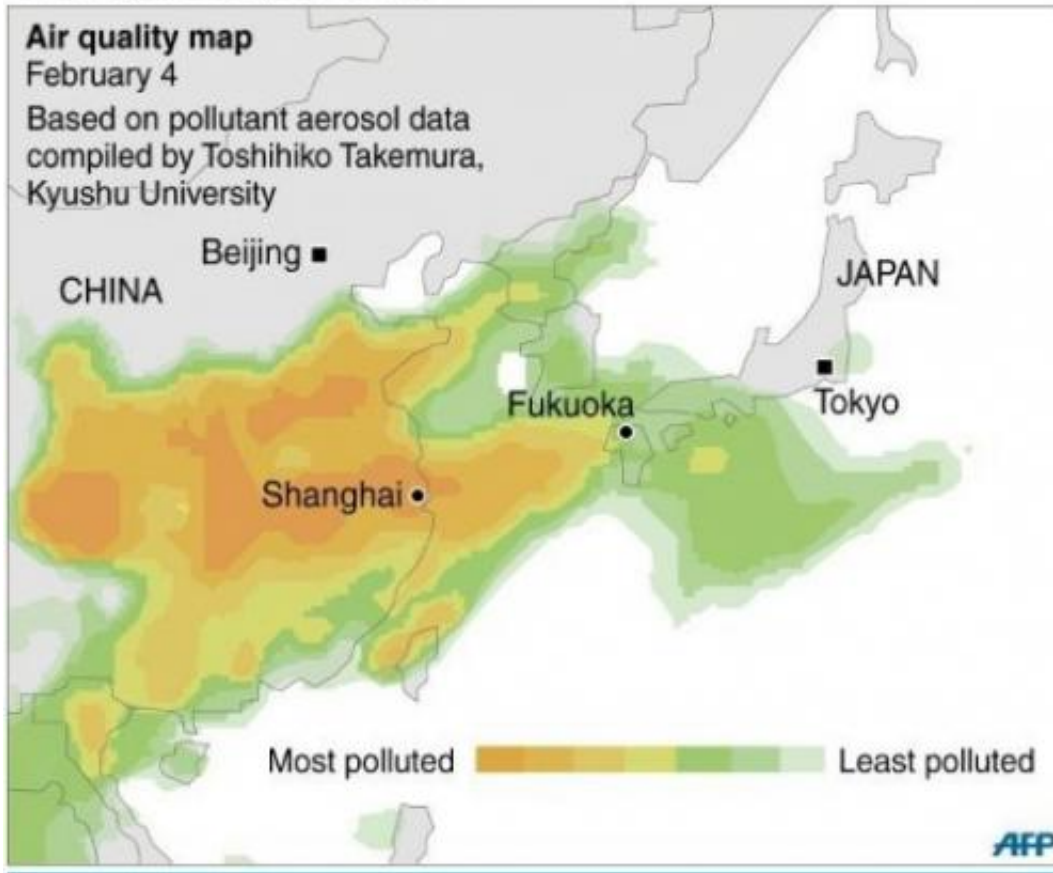 Air quality map
February 4
Based on pollutant aerosol data
compiled by Toshihiko Takemura,
Kyushu University
Beijing
CHINA
JAPAN
Fukuoka
Tokyo
Shanghai
Most polluted
Least polluted
AFP